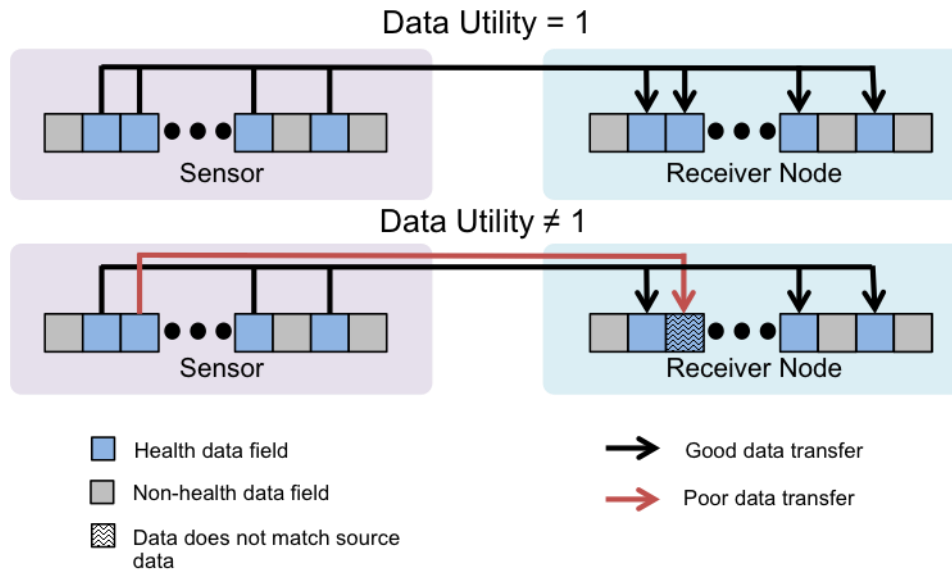 Data Utility = 1
Sensor
Receiver Node
Data Utility ≠ 1
Sensor
Receiver Node
Health data field
Non-health data field
Data does not match source
data
Good data transfer
Poor data transfer